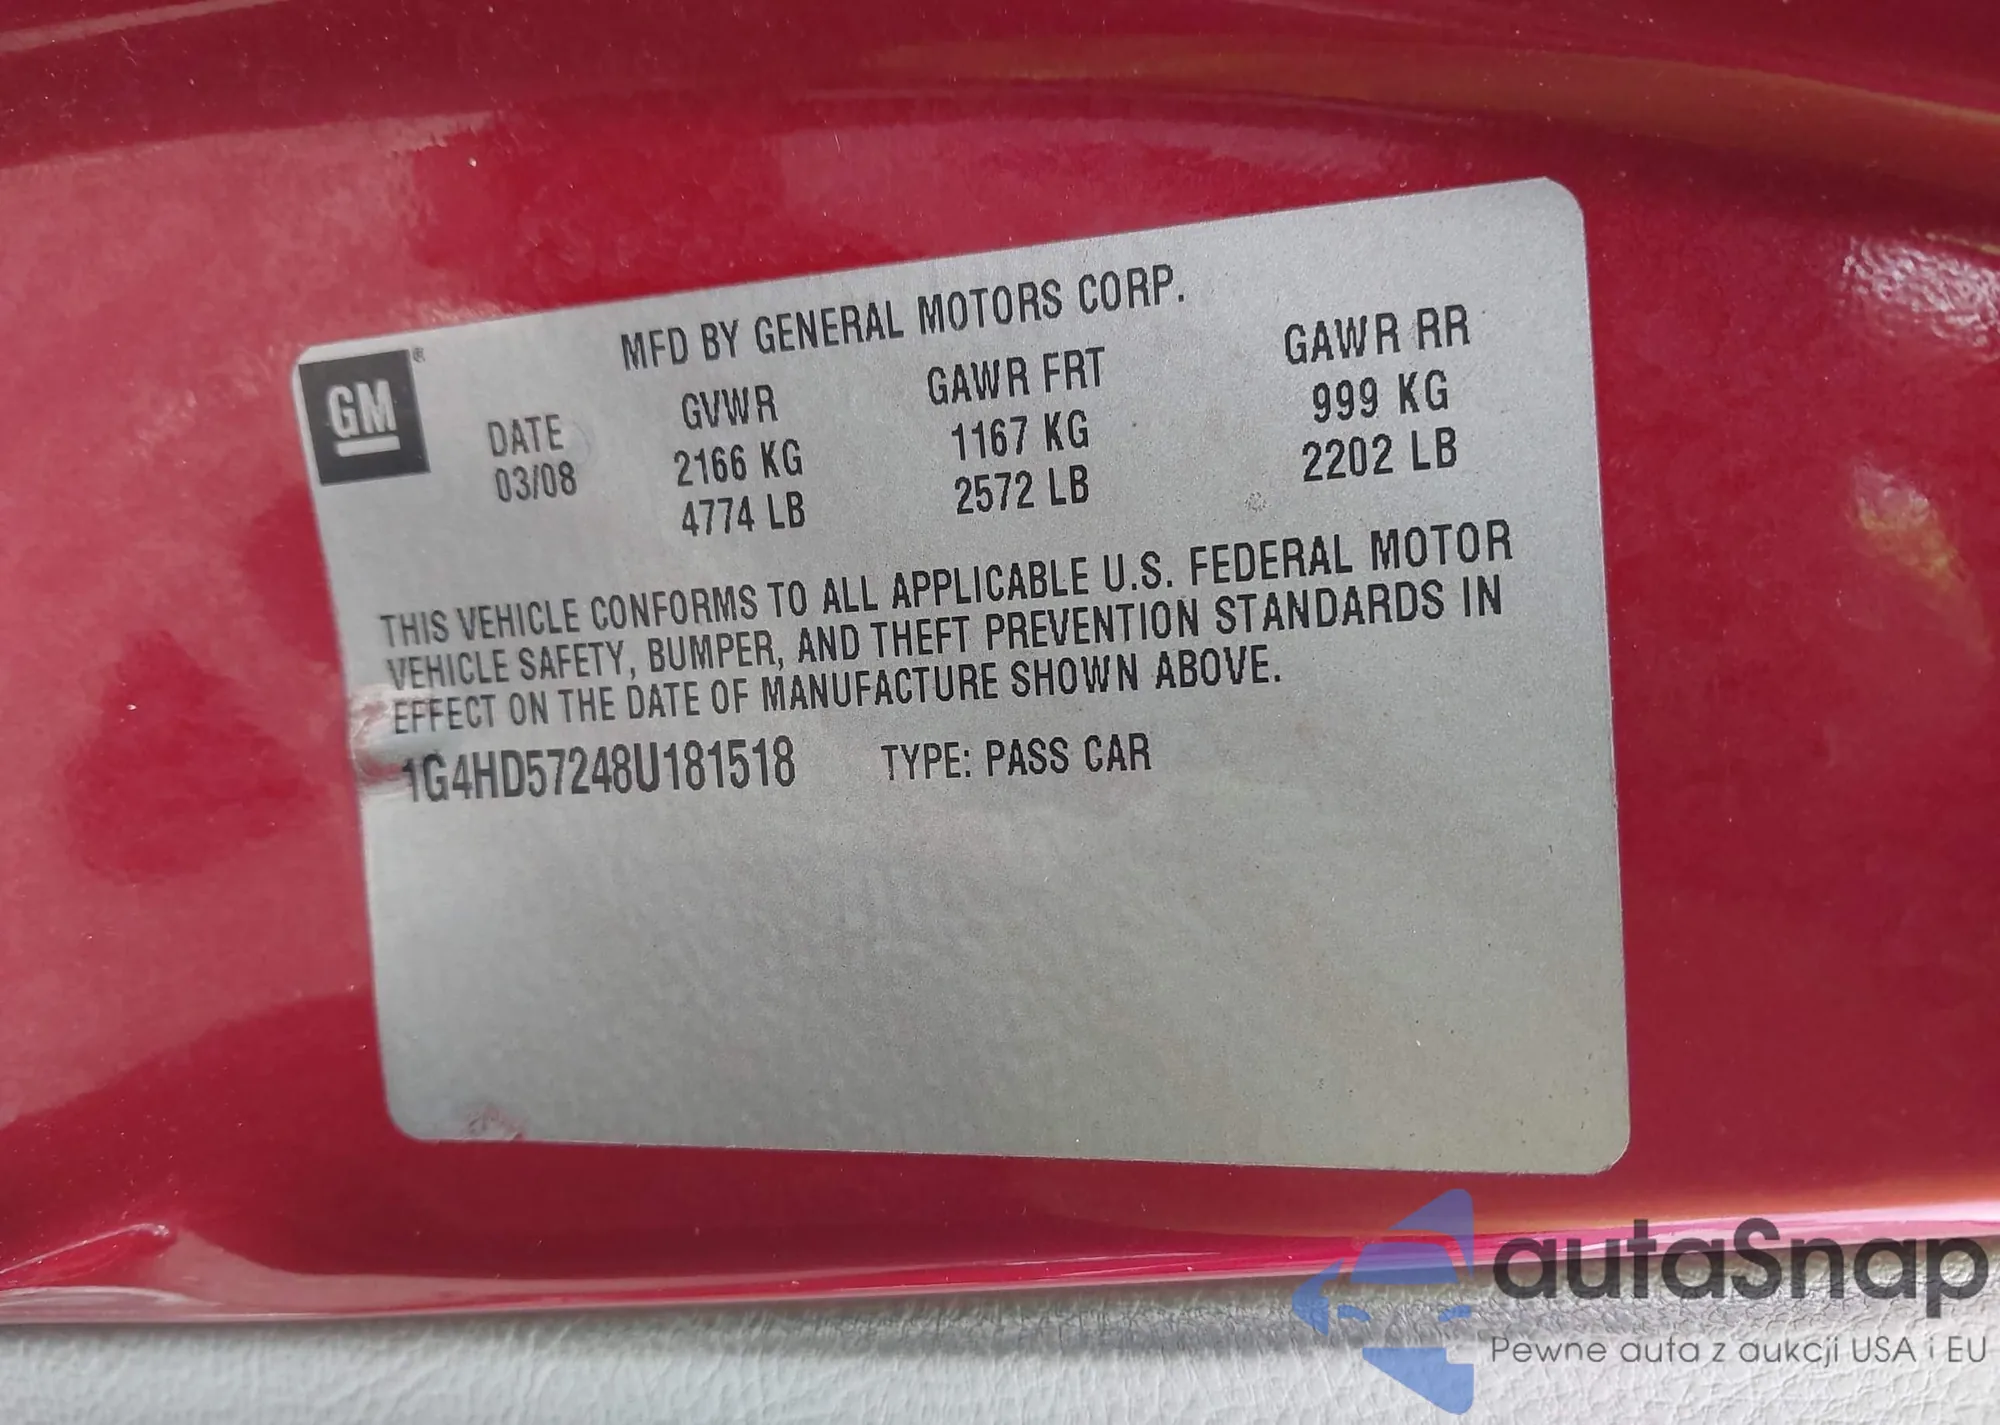 MFD BY GENERAL MOTORS CORP.
GM®
DATE GVWR GAWR FRT GAWR RR
03/08 2166 KG 1167 KG 999 KG
4774 LB 2572 LB 2202 LB
THIS VEHICLE CONFORMS TO ALL APPLICABLE U.S. FEDERAL MOTOR
VEHICLE SAFETY, BUMPER, AND THEFT PREVENTION STANDARDS IN
EFFECT ON THE DATE OF MANUFACTURE SHOWN ABOVE.
1G4HD57248U181518 TYPE: PASS CAR
autaSnap
Pewne auta z aukcji USA i EU